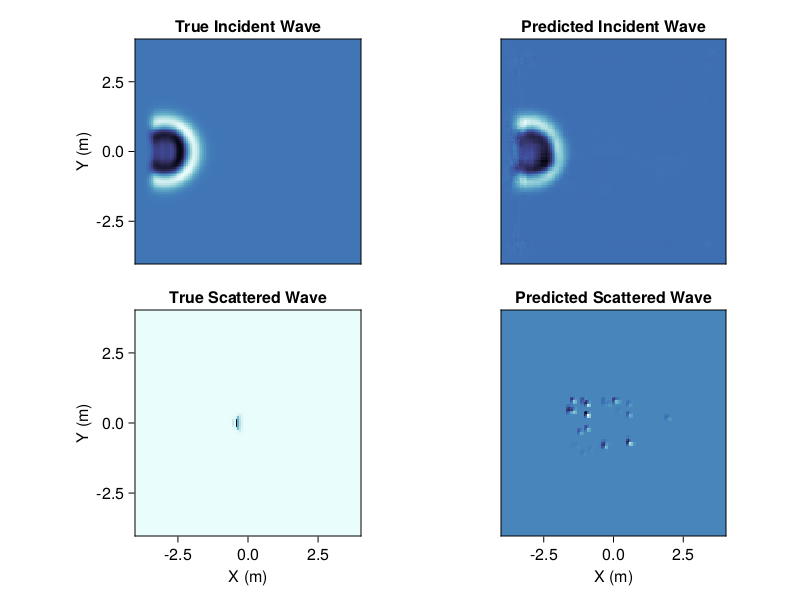 True Incident Wave
Predicted Incident Wave
Y (m)
2.5
0.0
-2.5
True Scattered Wave
Predicted Scattered Wave
Y (m)
2.5
0.0
-2.5
-2.5 0.0 2.5
X (m)
-2.5 0.0 2.5
X (m)